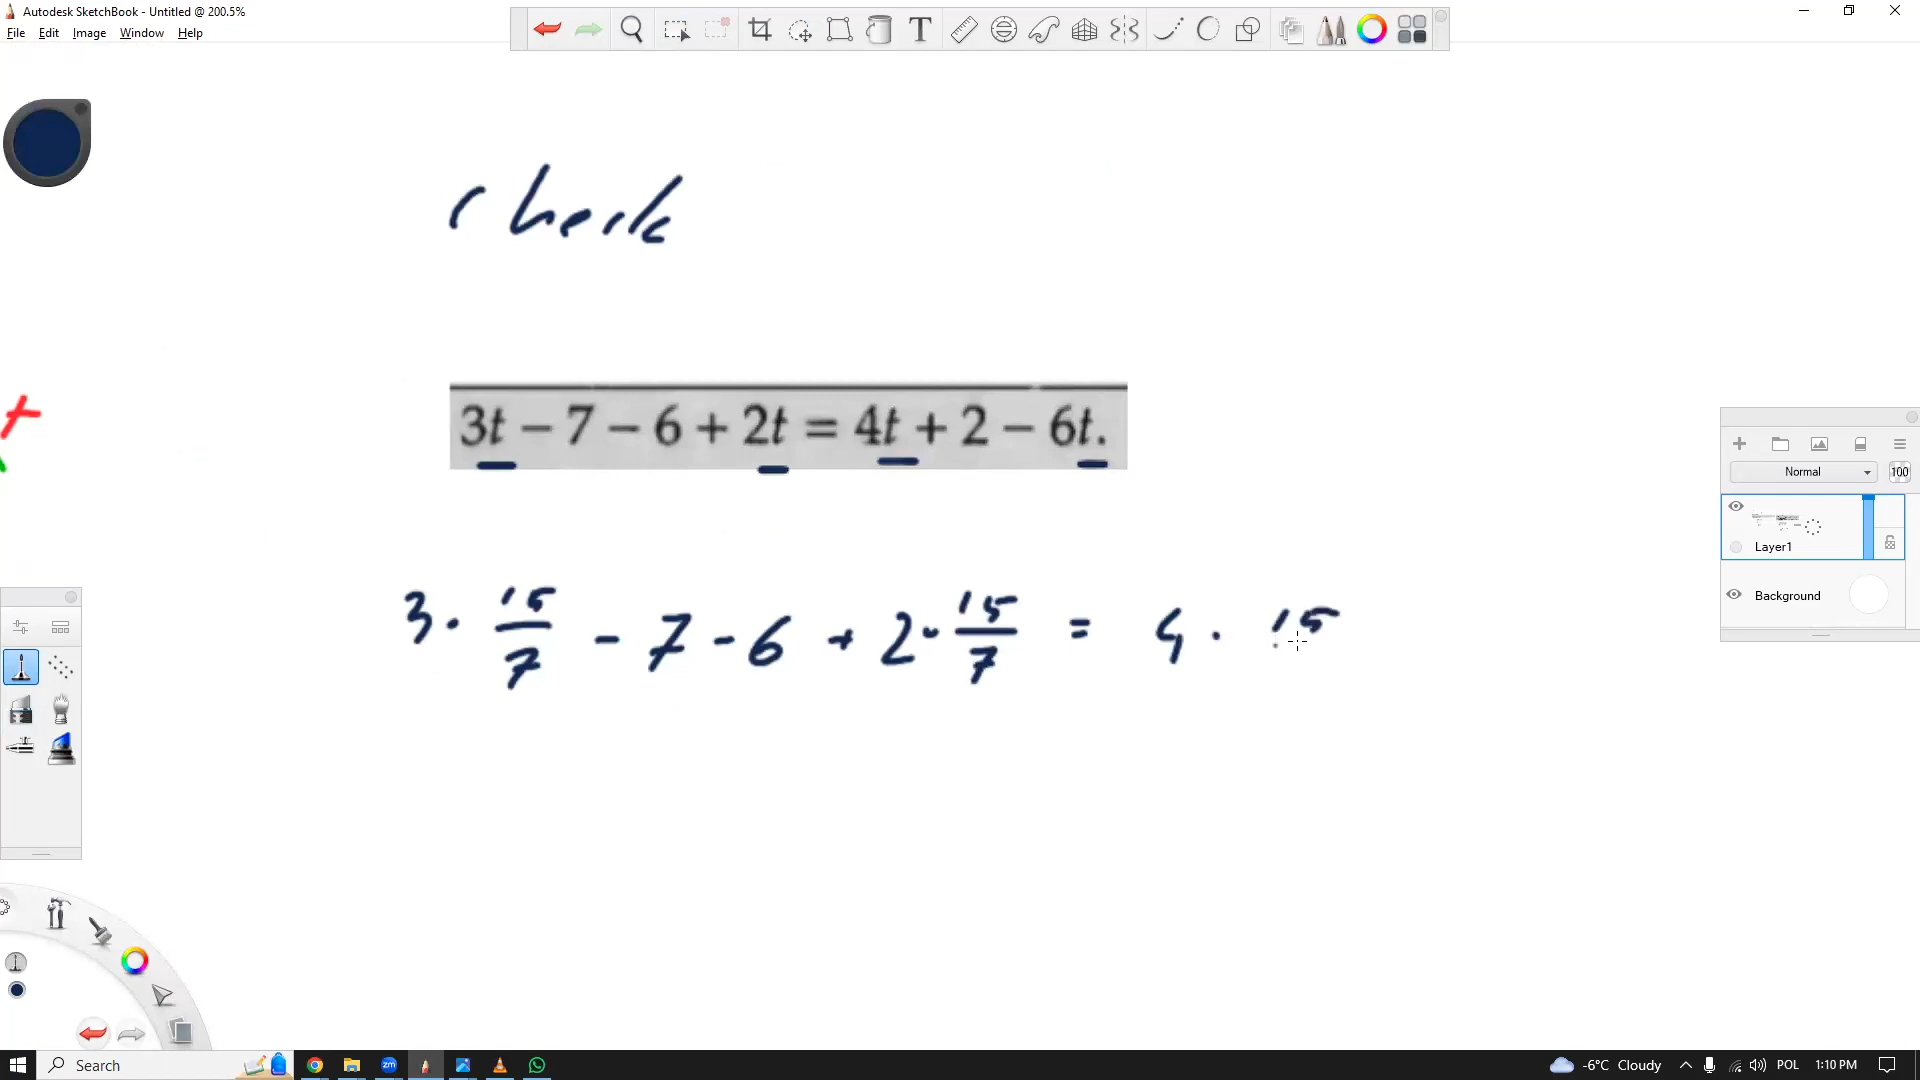 Autodesk SketchBook - Untitled @ 200.5%
File Edit Image Window Help
T
check
3t − 7 − 6 + 2t = 4t + 2 − 6t.
Normal
100
Layer1
Background
3 · 15/7 - 7 - 6 + 2 · 15/7 = 4 · 15
Search
zm
-6°C Cloudy
POL
1:10 PM